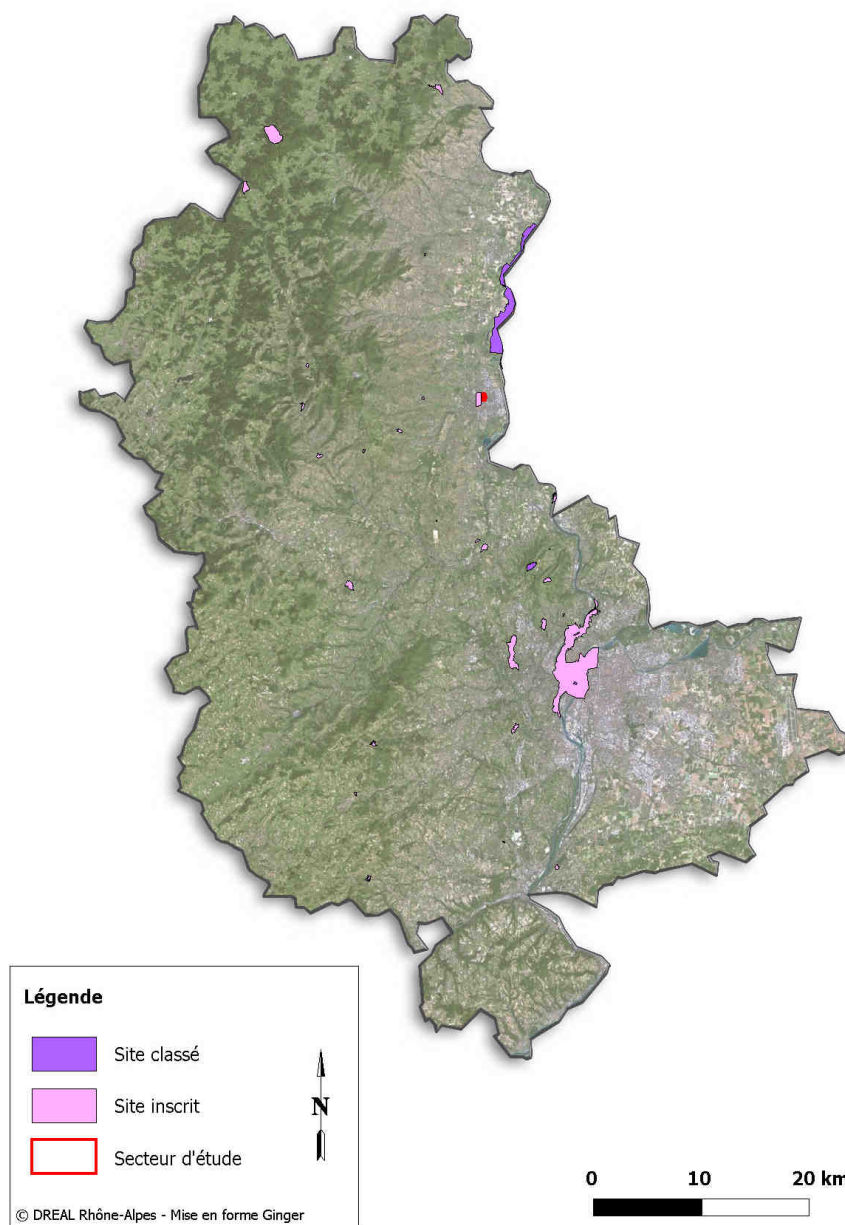 Légende
Site classé
Site inscrit
N
Secteur d'étude
© DREAL Rhône-Alpes - Mise en forme Ginger
0 10 20 km